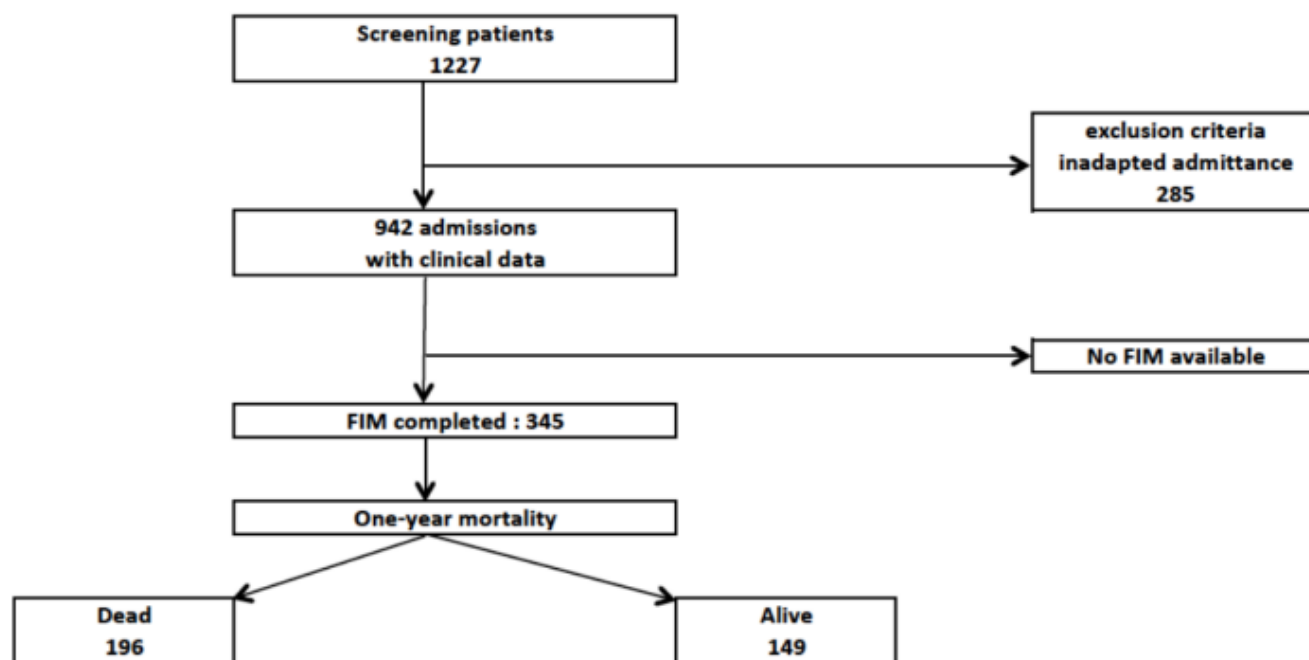 Screening patients
1227
exclusion criteria
inadapted admittance
285
942 admissions
with clinical data
No FIM available
FIM completed : 345
One-year mortality
Dead
196
Alive
149